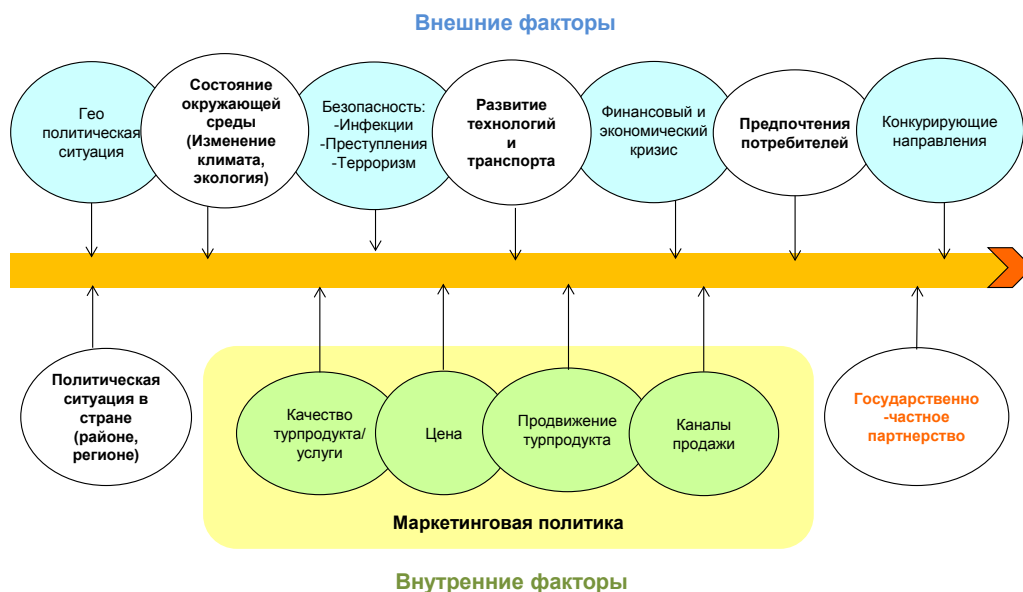 Внешние факторы
Гео
политическая
ситуация
Состояние
окружающей
среды
(Изменение
климата,
экология)
Безопасность:
-Инфекции
-Преступления
-Терроризм
Развитие
технологий
и
транспорта
Финансовый и
экономический
кризис
Предпочтения
потребителей
Конкурирующие
направления
Политическая
ситуация в
стране
(районе,
регионе)
Качество
турпродукта/
услуги
Цена
Продвижение
турпродукта
Каналы
продажи
Государственно
-частное
партнерство
Маркетинговая политика
Внутренние факторы